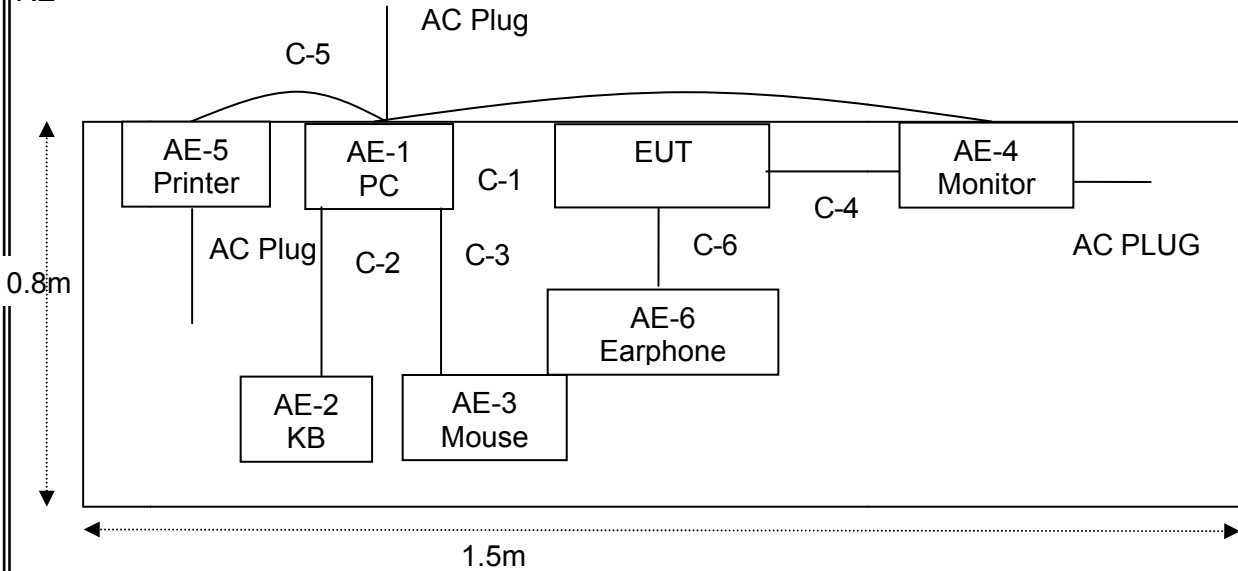 AC Plug
C-5
AE-5
Printer
AE-1
PC
C-1
EUT
AE-4
Monitor
C-4
AC Plug
C-2
C-3
C-6
AC PLUG
0.8m
AE-6
Earphone
AE-2
KB
AE-3
Mouse
1.5m